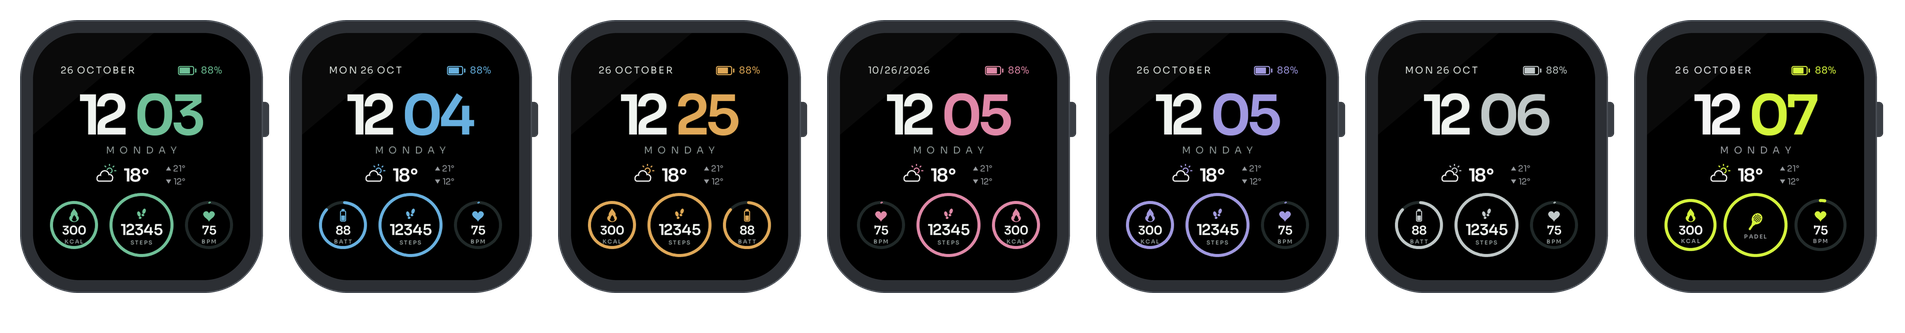 26 OCTOBER 88%
12 03
MONDAY
18° 21°
12°
300 KCAL
12345 STEPS
75 BPM
MON 26 OCT 88%
12 04
MONDAY
18° 21°
12°
88 BATT
12345 STEPS
75 BPM
26 OCTOBER 88%
12 25
MONDAY
18° 21°
12°
300 KCAL
12345 STEPS
88 BATT
10/26/2026 88%
12 05
MONDAY
18° 21°
12°
75 BPM
12345 STEPS
300 KCAL
26 OCTOBER 88%
12 05
MONDAY
18° 21°
12°
300 KCAL
12345 STEPS
75 BPM
MON 26 OCT 88%
12 06
18° 21°
12°
88 BATT
12345 STEPS
75 BPM
26 OCTOBER 88%
12 07
MONDAY
18° 21°
12°
300 KCAL
PADEL
75 BPM